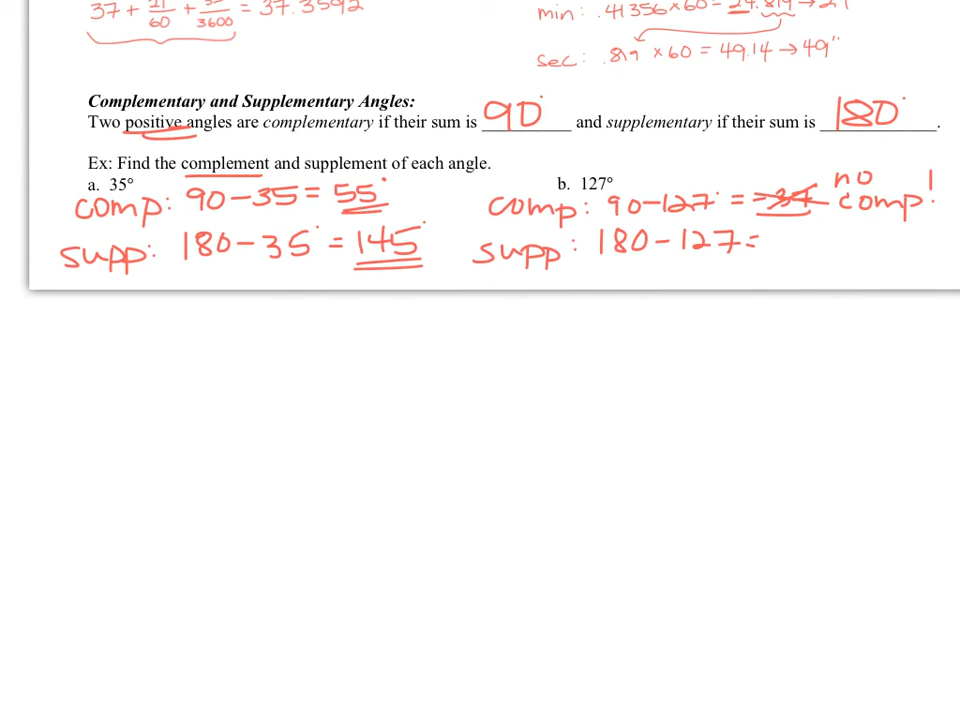 37 + 21/60 + /3600 = 37.3592
min: .41356 × 60 = 24.819 → 24
sec: .819 × 60 = 49.14 → 49"
Complementary and Supplementary Angles:
Two positive angles are complementary if their sum is 90° and supplementary if their sum is 180°.
Ex: Find the complement and supplement of each angle.
a. 35°
comp: 90 - 35 = 55°
supp: 180 - 35° = 145°
b. 127°
comp: 90 - 127° = -37 no comp!
supp: 180 - 127 =